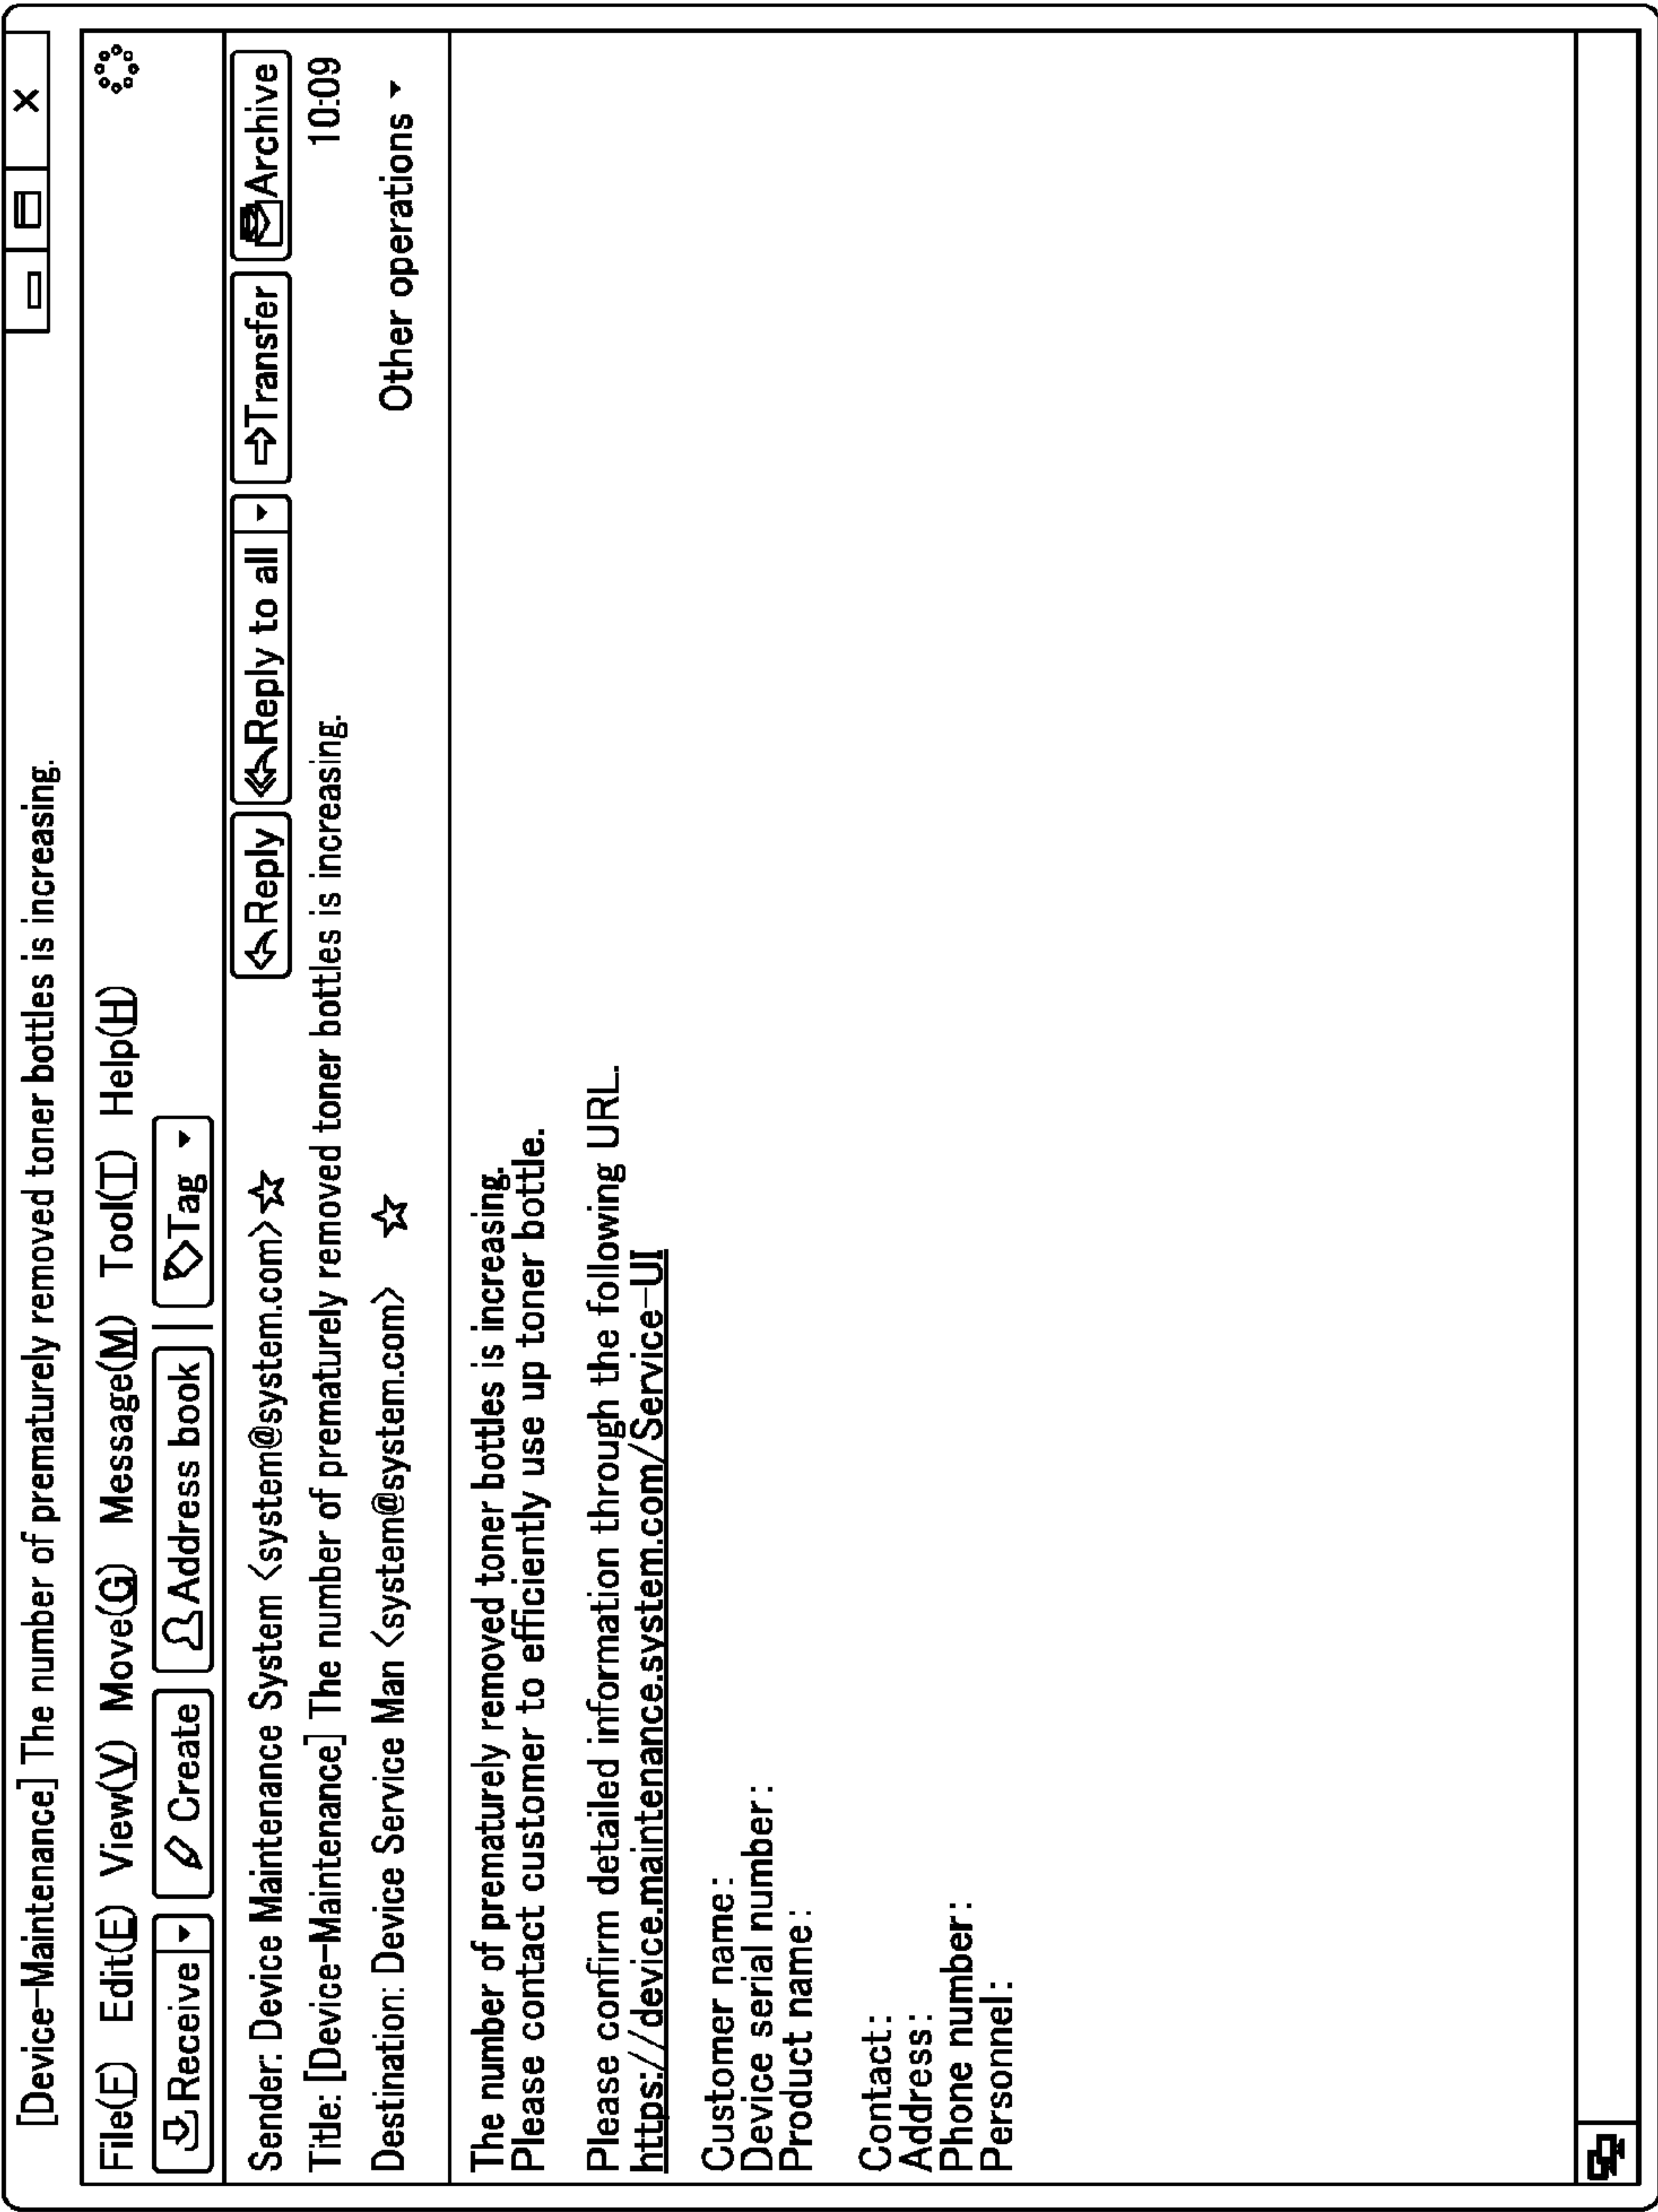 [Device-Maintenance] The number of prematurely removed toner bottles is increasing.
File(F) Edit(E) View(V) Move(G) Message(M) Tool(T) Help(H)
Receive Create Address book Tag
Sender: Device Maintenance System <system@system.com> Reply Reply to all Transfer Archive
Title: [Device-Maintenance] The number of prematurely removed toner bottles is increasing. 10:09
Destination: Device Service Man <system@system.com> Other operations
The number of prematurely removed toner bottles is increasing.
Please contact customer to efficiently use up toner bottle.
Please confirm detailed information through the following URL.
https://device.maintenance.system.com/Service-UI
Customer name:
Device serial number:
Product name:
Contact:
Address:
Phone number:
Personnel: